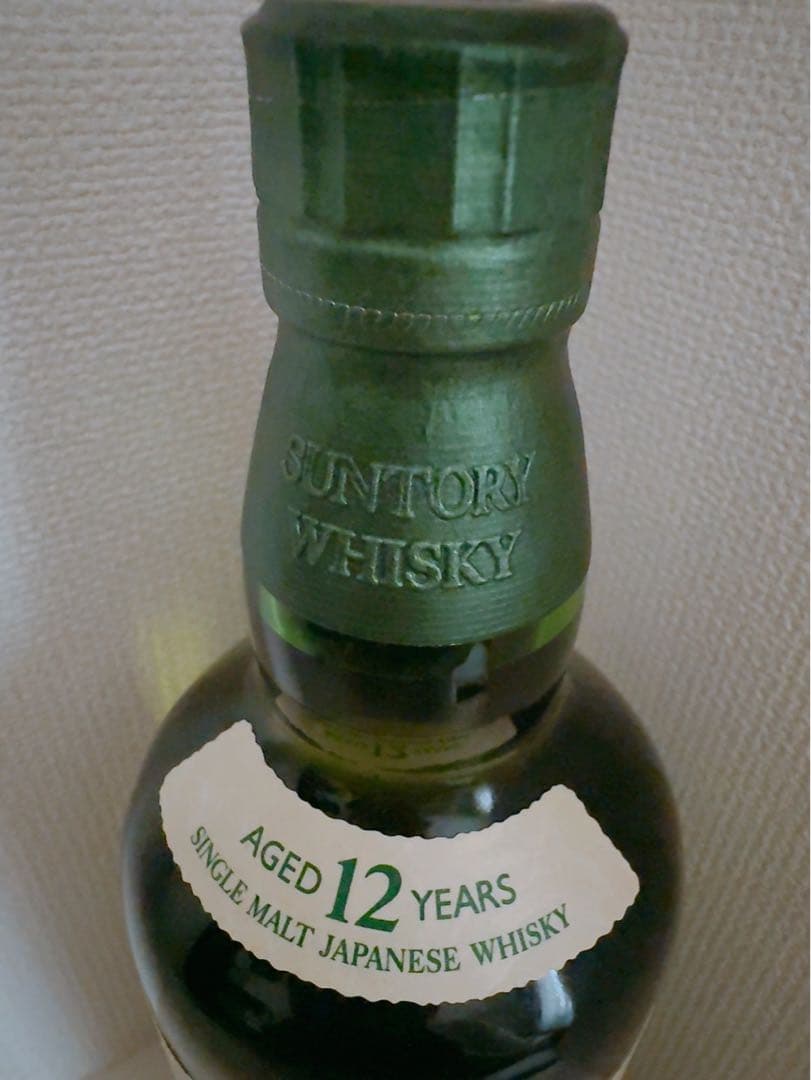 SUNTORY
WHISKY
AGED 12 YEARS
SINGLE MALT JAPANESE WHISKY